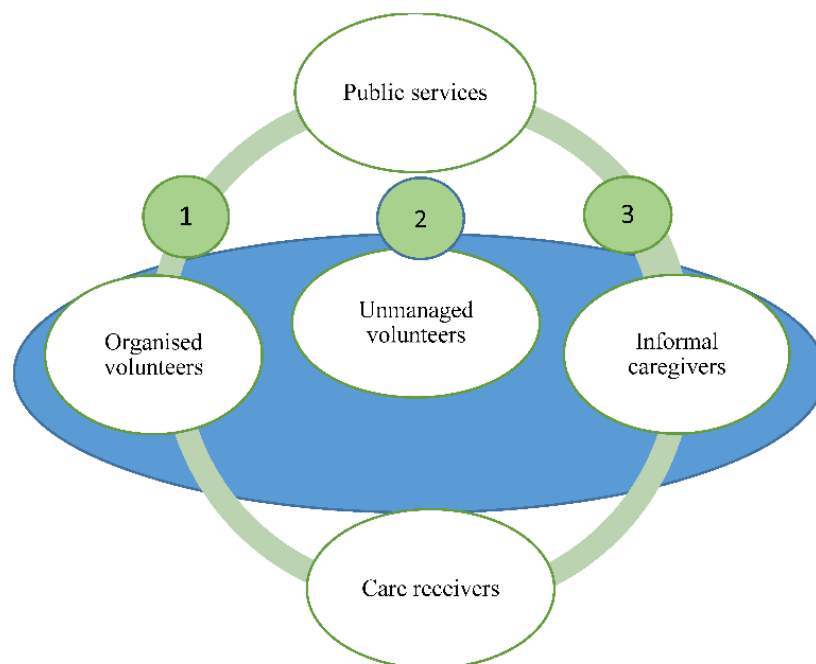 Public services
1
2
3
Unmanaged
volunteers
Organised
volunteers
Informal
caregivers
Care receivers